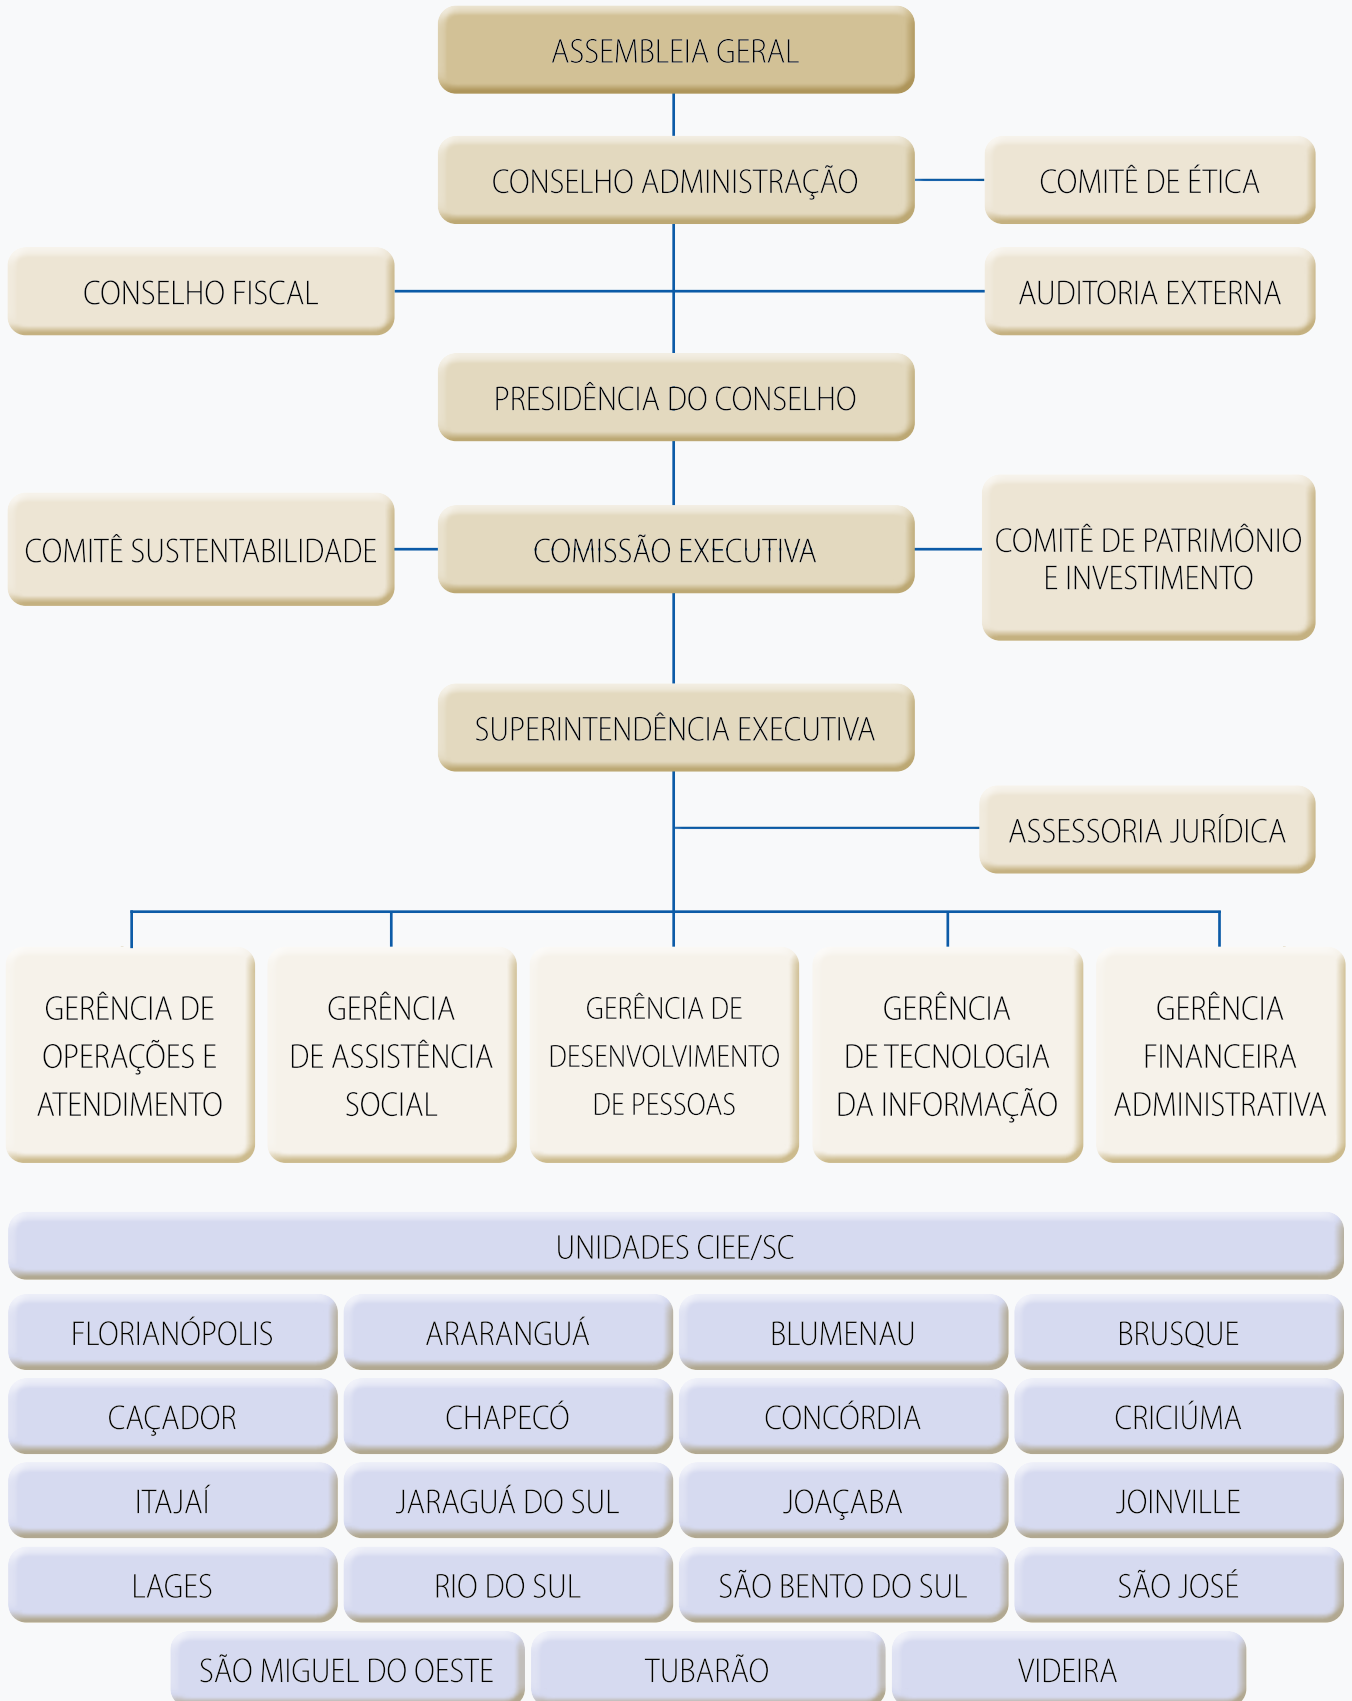 ASSEMBLEIA GERAL
CONSELHO ADMINISTRAÇÃO
COMITÊ DE ÉTICA
CONSELHO FISCAL
AUDITORIA EXTERNA
PRESIDÊNCIA DO CONSELHO
COMITÊ SUSTENTABILIDADE
COMISSÃO EXECUTIVA
COMITÊ DE PATRIMÔNIO
E INVESTIMENTO
SUPERINTENDÊNCIA EXECUTIVA
ASSESSORIA JURÍDICA
GERÊNCIA DE
OPERAÇÕES E
ATENDIMENTO
GERÊNCIA
DE ASSISTÊNCIA
SOCIAL
GERÊNCIA DE
DESENVOLVIMENTO
DE PESSOAS
GERÊNCIA
DE TECNOLOGIA
DA INFORMAÇÃO
GERÊNCIA
FINANCEIRA
ADMINISTRATIVA
UNIDADES CIEE/SC
FLORIANÓPOLIS
ARARANGUÁ
BLUMENAU
BRUSQUE
CAÇADOR
CHAPECÓ
CONCÓRDIA
CRICIÚMA
ITAJAÍ
JARAGUÁ DO SUL
JOAÇABA
JOINVILLE
LAGES
RIO DO SUL
SÃO BENTO DO SUL
SÃO JOSÉ
SÃO MIGUEL DO OESTE
TUBARÃO
VIDEIRA